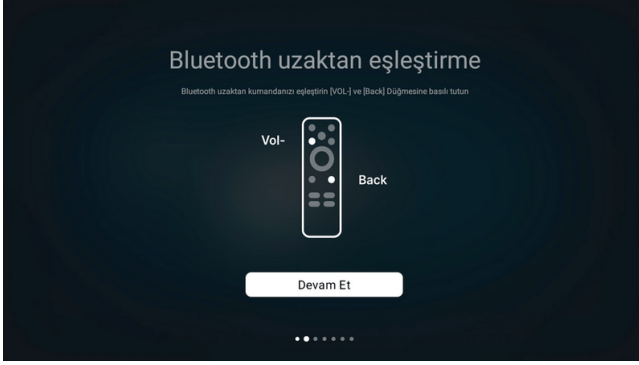 Bluetooth uzaktan eşleştirme
Bluetooth uzaktan kumandanızı eşleştirin [VOL-] ve [Back] Düğmesine basılı tutun
Vol-
Back
Devam Et